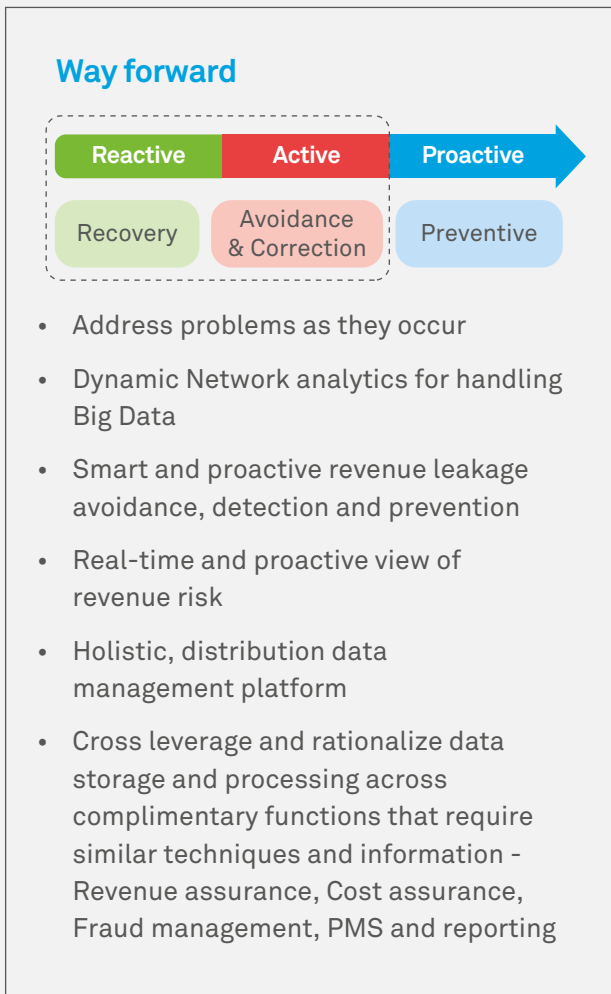 Way forward
Reactive Active Proactive
Recovery Avoidance & Correction Preventive
• Address problems as they occur
• Dynamic Network analytics for handling
Big Data
• Smart and proactive revenue leakage
avoidance, detection and prevention
• Real-time and proactive view of
revenue risk
• Holistic, distribution data
management platform
• Cross leverage and rationalize data
storage and processing across
complimentary functions that require
similar techniques and information -
Revenue assurance, Cost assurance,
Fraud management, PMS and reporting